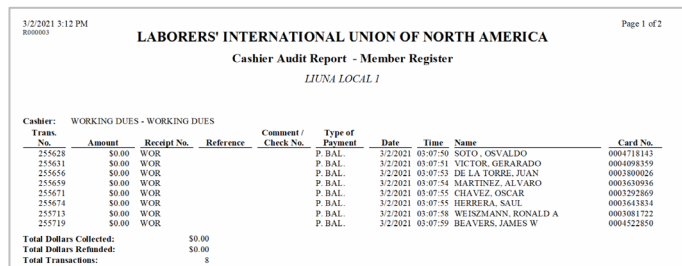 3/2/2021 3:12 PM Page 1 of 2
R000003
LABORERS' INTERNATIONAL UNION OF NORTH AMERICA
Cashier Audit Report - Member Register
LIUNA LOCAL 1
Cashier: WORKING DUES - WORKING DUES
Trans. Comment / Type of
No. Amount Receipt No. Reference Check No. Payment Date Time Name Card No.
255628 $0.00 WOR P. BAL. 3/2/2021 03:07:50 SOTO , OSVALDO 0004718143
255631 $0.00 WOR P. BAL. 3/2/2021 03:07:51 VICTOR, GERARADO 0004098359
255656 $0.00 WOR P. BAL. 3/2/2021 03:07:53 DE LA TORRE, JUAN 0003800026
255659 $0.00 WOR P. BAL. 3/2/2021 03:07:54 MARTINEZ, ALVARO 0003630936
255671 $0.00 WOR P. BAL. 3/2/2021 03:07:55 CHAVEZ, OSCAR 0003292869
255674 $0.00 WOR P. BAL. 3/2/2021 03:07:55 HERRERA, SAUL 0003643834
255713 $0.00 WOR P. BAL. 3/2/2021 03:07:58 WEISZMANN, RONALD A 0003081722
255719 $0.00 WOR P. BAL. 3/2/2021 03:07:59 BEAVERS, JAMES W 0004522850
Total Dollars Collected: $0.00
Total Dollars Refunded: $0.00
Total Transactions: 8